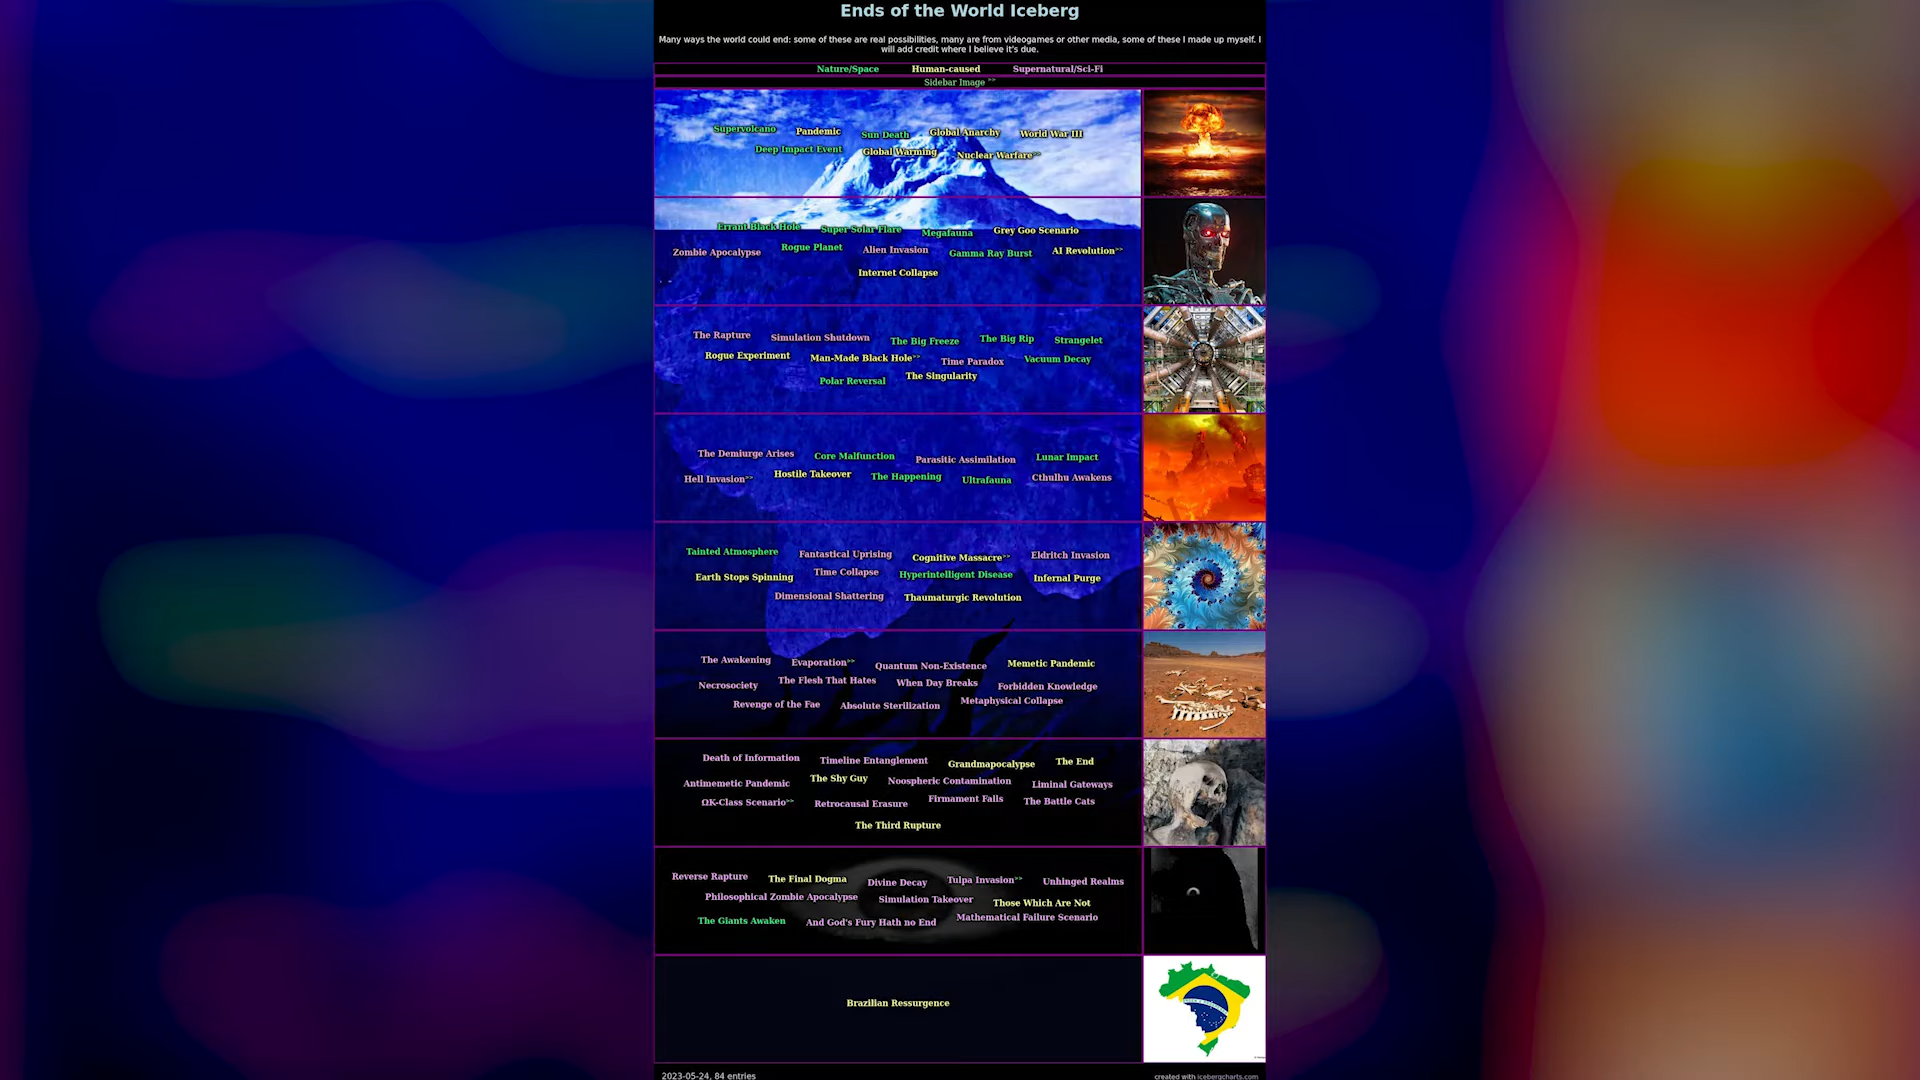 Ends of the World Iceberg
Many ways the world could end: some of these are real possibilities, many are from videogames or other media, some of these I made up myself. I
will add credit where I believe it's due.
Nature/Space Human-caused Supernatural/Sci-Fi
Sidebar Image >>
Supervolcano Pandemic Sun Death Global Anarchy World War III
Deep Impact Event Global Warming Nuclear Warfare>>
Errant Black Hole Super Solar Flare Megafauna Grey Goo Scenario
Zombie Apocalypse Rogue Planet Alien Invasion Gamma Ray Burst AI Revolution>>
Internet Collapse
The Rapture Simulation Shutdown The Big Freeze The Big Rip Strangelet
Rogue Experiment Man-Made Black Hole>> Time Paradox Vacuum Decay
Polar Reversal The Singularity
The Demiurge Arises Core Malfunction Parasitic Assimilation Lunar Impact
Hell Invasion>> Hostile Takeover The Happening Ultrafauna Cthulhu Awakens
Tainted Atmosphere Fantastical Uprising Cognitive Massacre>> Eldritch Invasion
Earth Stops Spinning Time Collapse Hyperintelligent Disease Infernal Purge
Dimensional Shattering Thaumaturgic Revolution
The Awakening Evaporation>> Quantum Non-Existence Memetic Pandemic
Necrosociety The Flesh That Hates When Day Breaks Forbidden Knowledge
Revenge of the Fae Absolute Sterilization Metaphysical Collapse
Death of Information Timeline Entanglement Grandmapocalypse The End
Antimemetic Pandemic The Shy Guy Noospheric Contamination Liminal Gateways
ΩK-Class Scenario>> Retrocausal Erasure Firmament Falls The Battle Cats
The Third Rupture
Reverse Rapture The Final Dogma Divine Decay Tulpa Invasion>> Unhinged Realms
Philosophical Zombie Apocalypse Simulation Takeover Those Which Are Not
The Giants Awaken And God's Fury Hath no End Mathematical Failure Scenario
Brazilian Ressurgence
2023-05-24, 84 entries created with icebergcharts.com